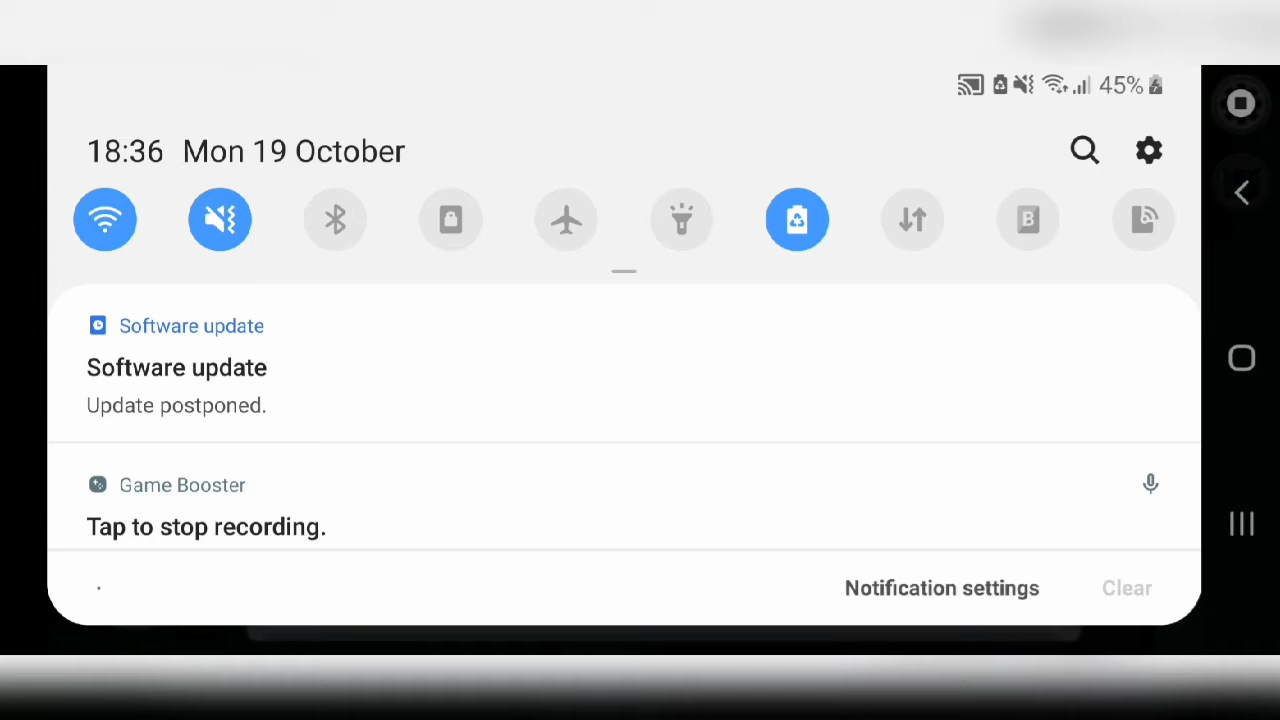 45%
18:36 Mon 19 October
B
Software update
Software update
Update postponed.
Game Booster
Tap to stop recording.
Notification settings Clear